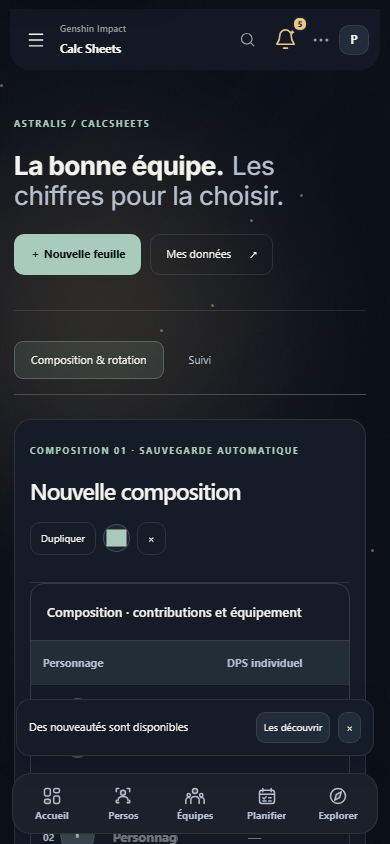 Genshin Impact
Calc Sheets
5
P
ASTRALIS / CALCSHEETS
La bonne équipe. Les
chiffres pour la choisir.
+ Nouvelle feuille
Mes données ↗
Composition & rotation
Suivi
COMPOSITION 01 · SAUVEGARDE AUTOMATIQUE
Nouvelle composition
Dupliquer
×
Composition · contributions et équipement
Personnage DPS individuel
Des nouveautés sont disponibles
Les découvrir
×
Accueil Persos Équipes Planifier Explorer
02 Personnage —